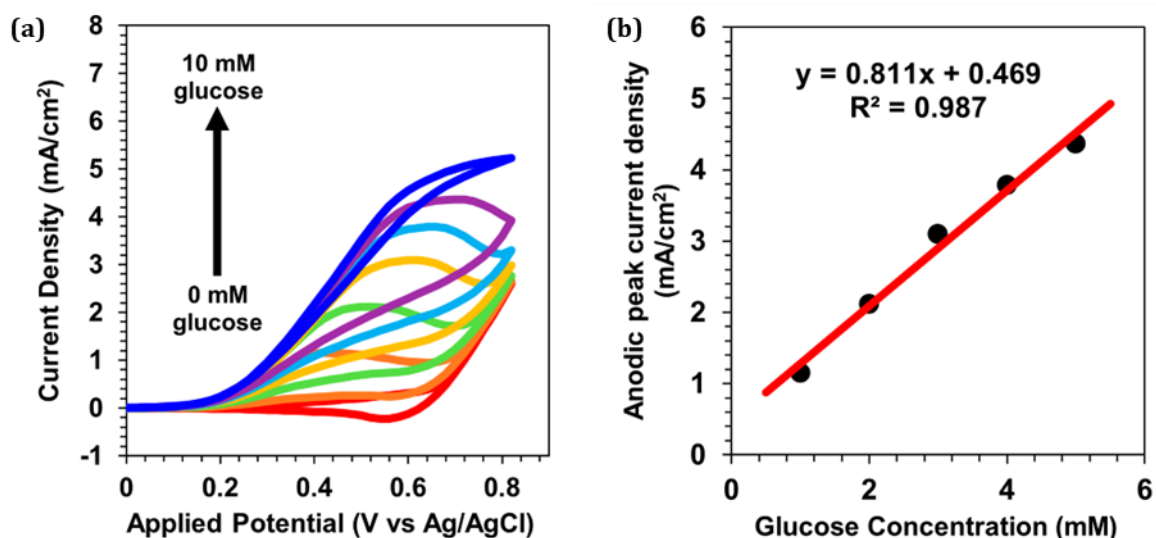 (a)
8
7
6
5
4
3
2
1
0
-1
Current Density (mA/cm²)
10 mM
glucose
0 mM
glucose
0
0.2
0.4
0.6
0.8
Applied Potential (V vs Ag/AgCl)
(b)
6
5
4
3
2
1
0
Anodic peak current density
(mA/cm²)
y = 0.811x + 0.469
R² = 0.987
0
2
4
6
Glucose Concentration (mM)